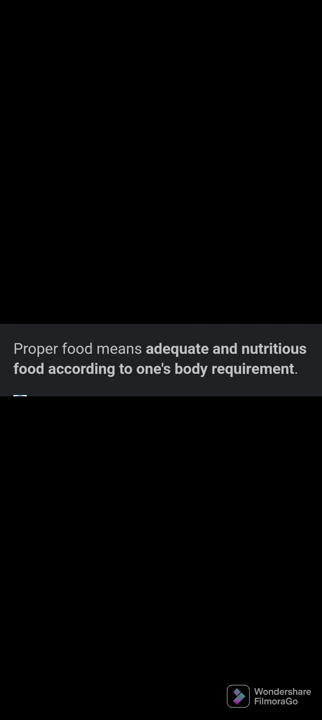 Proper food means adequate and nutritious
food according to one's body requirement.
Wondershare
FilmoraGo